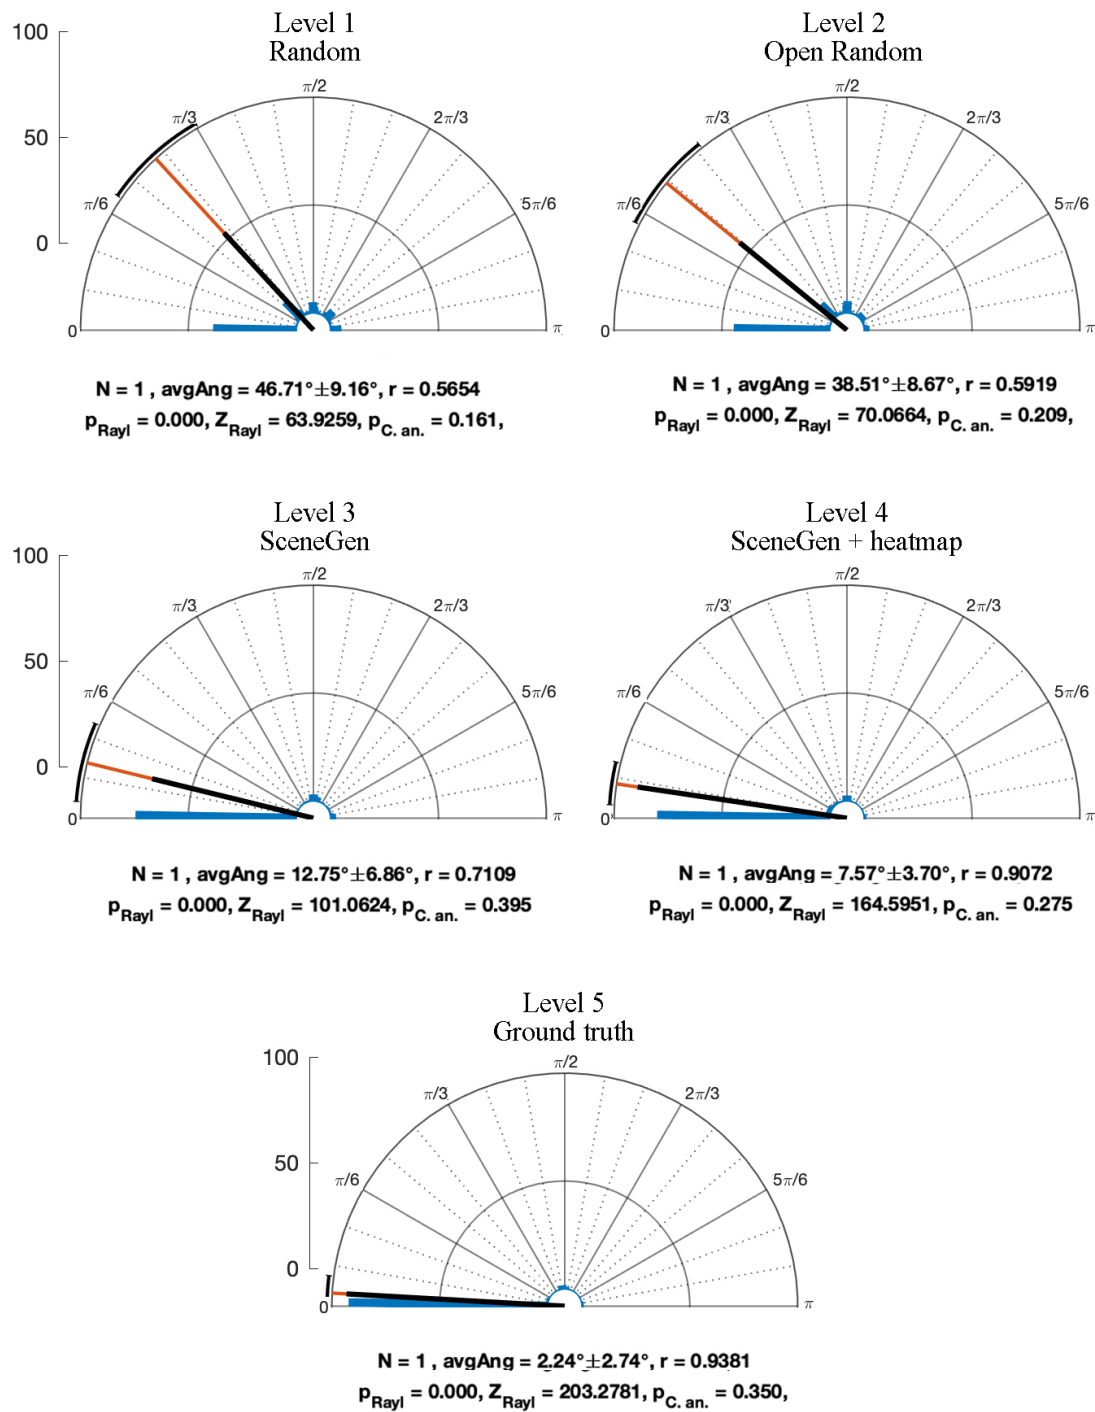 Level 1
Random
100
50
0
π/2
π/3
2π/3
π/6
5π/6
0
π
N = 1 , avgAng = 46.71°±9.16°, r = 0.5654
pRayl = 0.000, ZRayl = 63.9259, pC. an. = 0.161,
Level 2
Open Random
π/2
π/3
2π/3
π/6
5π/6
0
π
N = 1 , avgAng = 38.51°±8.67°, r = 0.5919
pRayl = 0.000, ZRayl = 70.0664, pC. an. = 0.209,
Level 3
SceneGen
100
50
0
π/2
π/3
2π/3
π/6
5π/6
0
π
N = 1 , avgAng = 12.75°±6.86°, r = 0.7109
pRayl = 0.000, ZRayl = 101.0624, pC. an. = 0.395
Level 4
SceneGen + heatmap
π/2
π/3
2π/3
π/6
5π/6
0
π
N = 1 , avgAng = 7.57°±3.70°, r = 0.9072
pRayl = 0.000, ZRayl = 164.5951, pC. an. = 0.275
Level 5
Ground truth
100
50
0
π/2
π/3
2π/3
π/6
5π/6
0
π
N = 1 , avgAng = 2.24°±2.74°, r = 0.9381
pRayl = 0.000, ZRayl = 203.2781, pC. an. = 0.350,